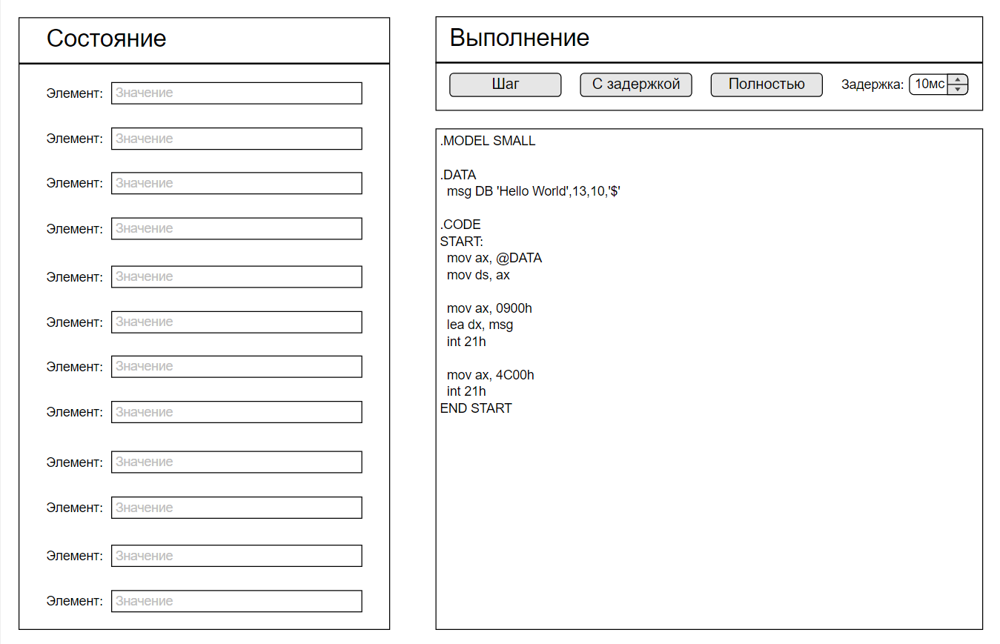 Состояние
Элемент: Значение
Элемент: Значение
Элемент: Значение
Элемент: Значение
Элемент: Значение
Элемент: Значение
Элемент: Значение
Элемент: Значение
Элемент: Значение
Элемент: Значение
Элемент: Значение
Элемент: Значение
Выполнение
Шаг С задержкой Полностью Задержка: 10мс
.MODEL SMALL
.DATA
msg DB 'Hello World',13,10,'$'
.CODE
START:
mov ax, @DATA
mov ds, ax
mov ax, 0900h
lea dx, msg
int 21h
mov ax, 4C00h
int 21h
END START